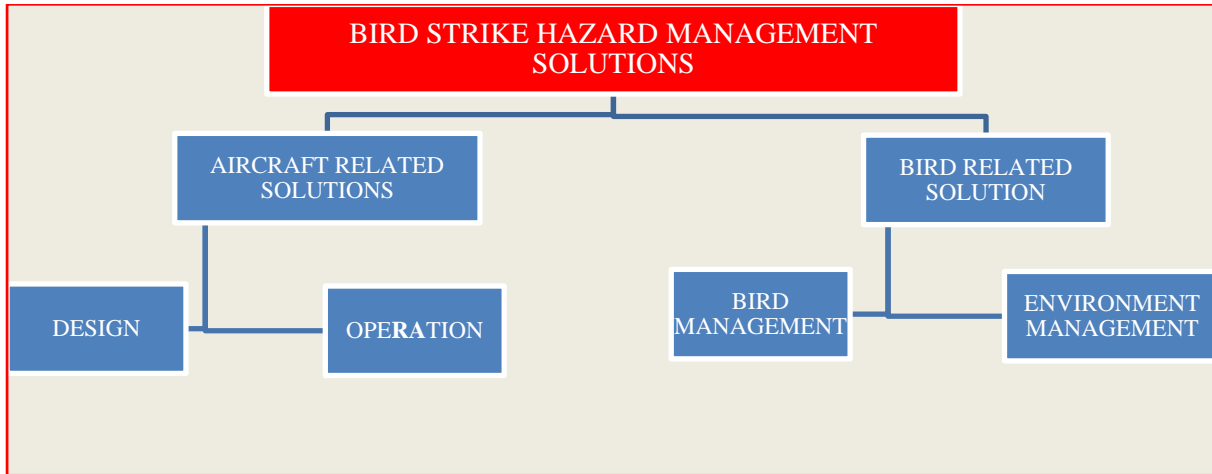 BIRD STRIKE HAZARD MANAGEMENT
SOLUTIONS
AIRCRAFT RELATED
SOLUTIONS
BIRD RELATED
SOLUTION
DESIGN
OPERATION
BIRD
MANAGEMENT
ENVIRONMENT
MANAGEMENT